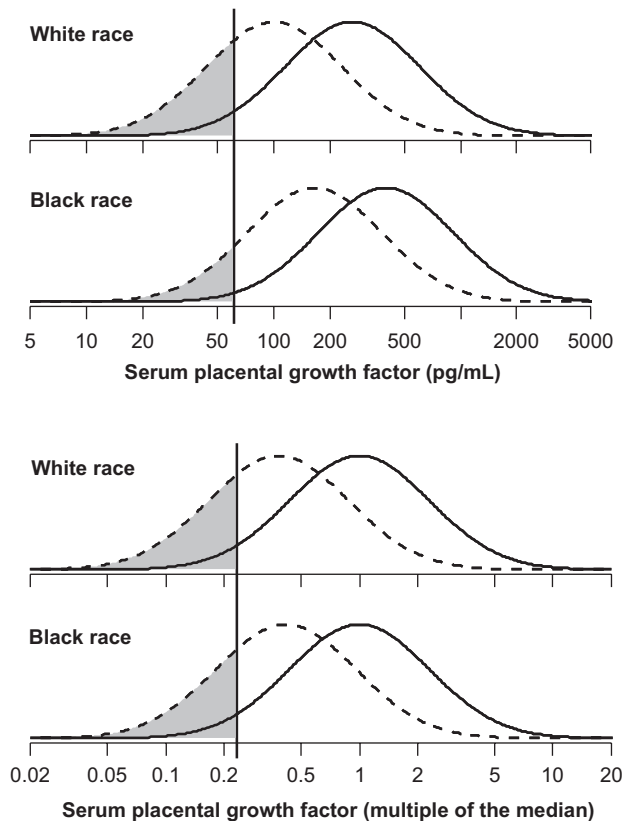 White race
Black race
5 10 20 50 100 200 500 2000 5000
Serum placental growth factor (pg/mL)
White race
Black race
0.02 0.05 0.1 0.2 0.5 1 2 5 10 20
Serum placental growth factor (multiple of the median)